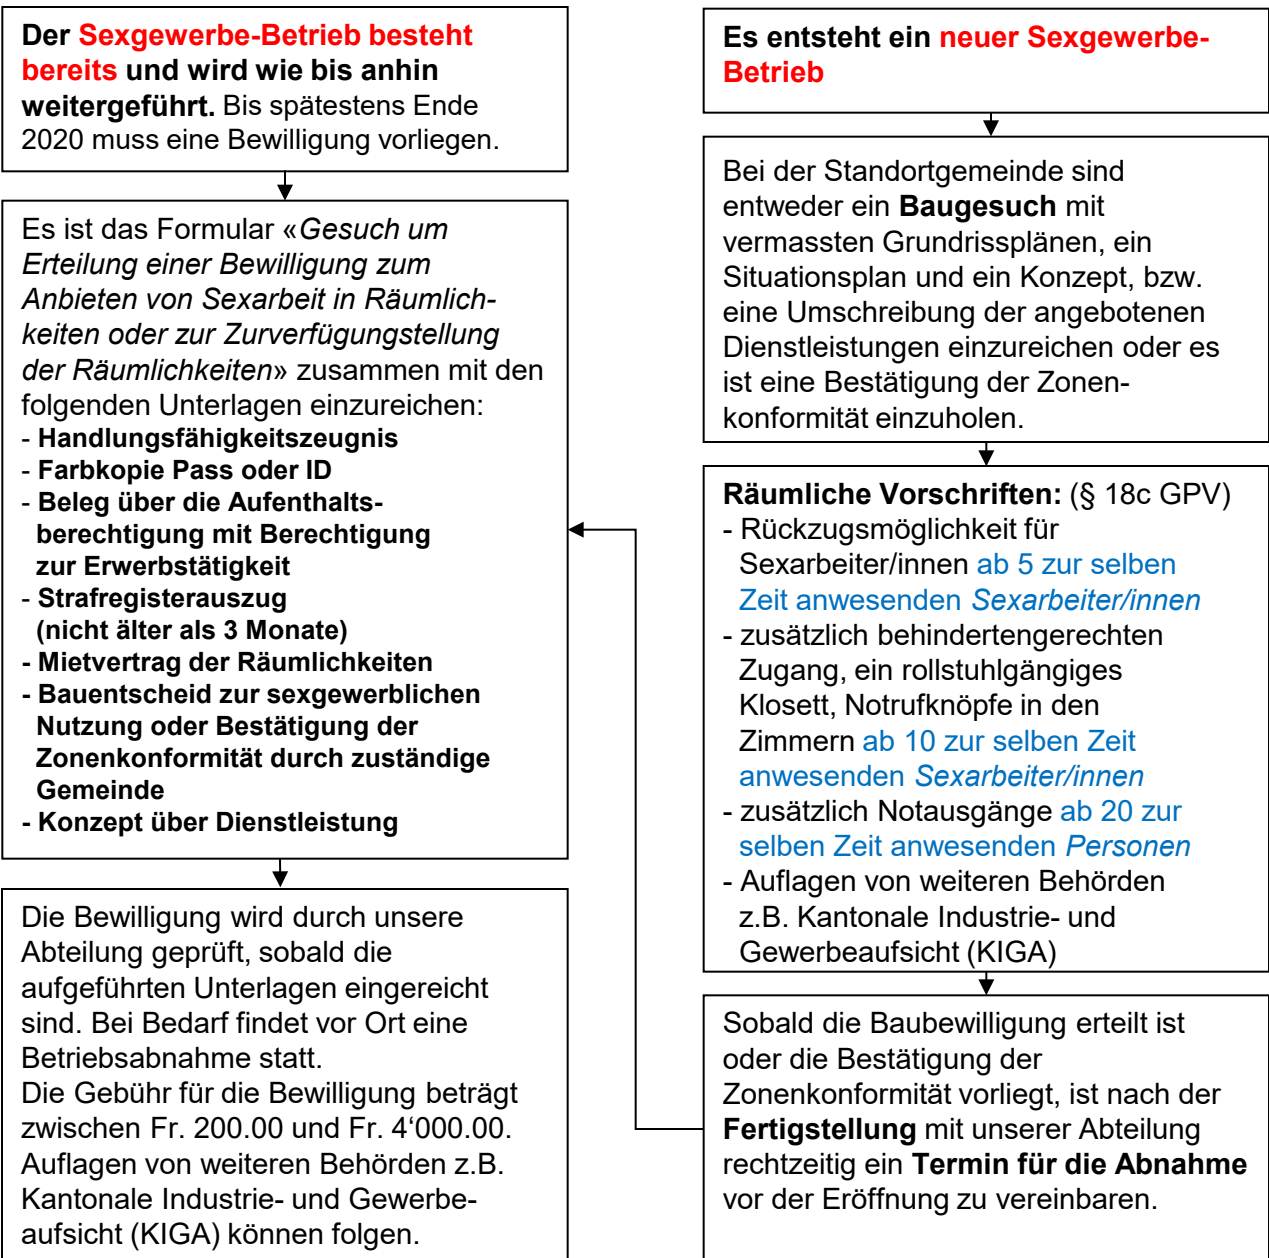 Der Sexgewerbe-Betrieb besteht
bereits und wird wie bis anhin
weitergeführt. Bis spätestens Ende
2020 muss eine Bewilligung vorliegen.
Es ist das Formular «Gesuch um
Erteilung einer Bewilligung zum
Anbieten von Sexarbeit in Räumlich-
keiten oder zur Zurverfügungstellung
der Räumlichkeiten» zusammen mit den
folgenden Unterlagen einzureichen:
- Handlungsfähigkeitszeugnis
- Farbkopie Pass oder ID
- Beleg über die Aufenthalts-
berechtigung mit Berechtigung
zur Erwerbstätigkeit
- Strafregisterauszug
(nicht älter als 3 Monate)
- Mietvertrag der Räumlichkeiten
- Bauentscheid zur sexgewerblichen
Nutzung oder Bestätigung der
Zonenkonformität durch zuständige
Gemeinde
- Konzept über Dienstleistung
Die Bewilligung wird durch unsere
Abteilung geprüft, sobald die
aufgeführten Unterlagen eingereicht
sind. Bei Bedarf findet vor Ort eine
Betriebsabnahme statt.
Die Gebühr für die Bewilligung beträgt
zwischen Fr. 200.00 und Fr. 4‘000.00.
Auflagen von weiteren Behörden z.B.
Kantonale Industrie- und Gewerbe-
aufsicht (KIGA) können folgen.
Es entsteht ein neuer Sexgewerbe-
Betrieb
Bei der Standortgemeinde sind
entweder ein Baugesuch mit
vermassten Grundrissplänen, ein
Situationsplan und ein Konzept, bzw.
eine Umschreibung der angebotenen
Dienstleistungen einzureichen oder es
ist eine Bestätigung der Zonen-
konformität einzuholen.
Räumliche Vorschriften: (§ 18c GPV)
- Rückzugsmöglichkeit für
Sexarbeiter/innen ab 5 zur selben
Zeit anwesenden Sexarbeiter/innen
- zusätzlich behindertengerechten
Zugang, ein rollstuhlgängiges
Klosett, Notrufknöpfe in den
Zimmern ab 10 zur selben Zeit
anwesenden Sexarbeiter/innen
- zusätzlich Notausgänge ab 20 zur
selben Zeit anwesenden Personen
- Auflagen von weiteren Behörden
z.B. Kantonale Industrie- und
Gewerbeaufsicht (KIGA)
Sobald die Baubewilligung erteilt ist
oder die Bestätigung der
Zonenkonformität vorliegt, ist nach der
Fertigstellung mit unserer Abteilung
rechtzeitig ein Termin für die Abnahme
vor der Eröffnung zu vereinbaren.